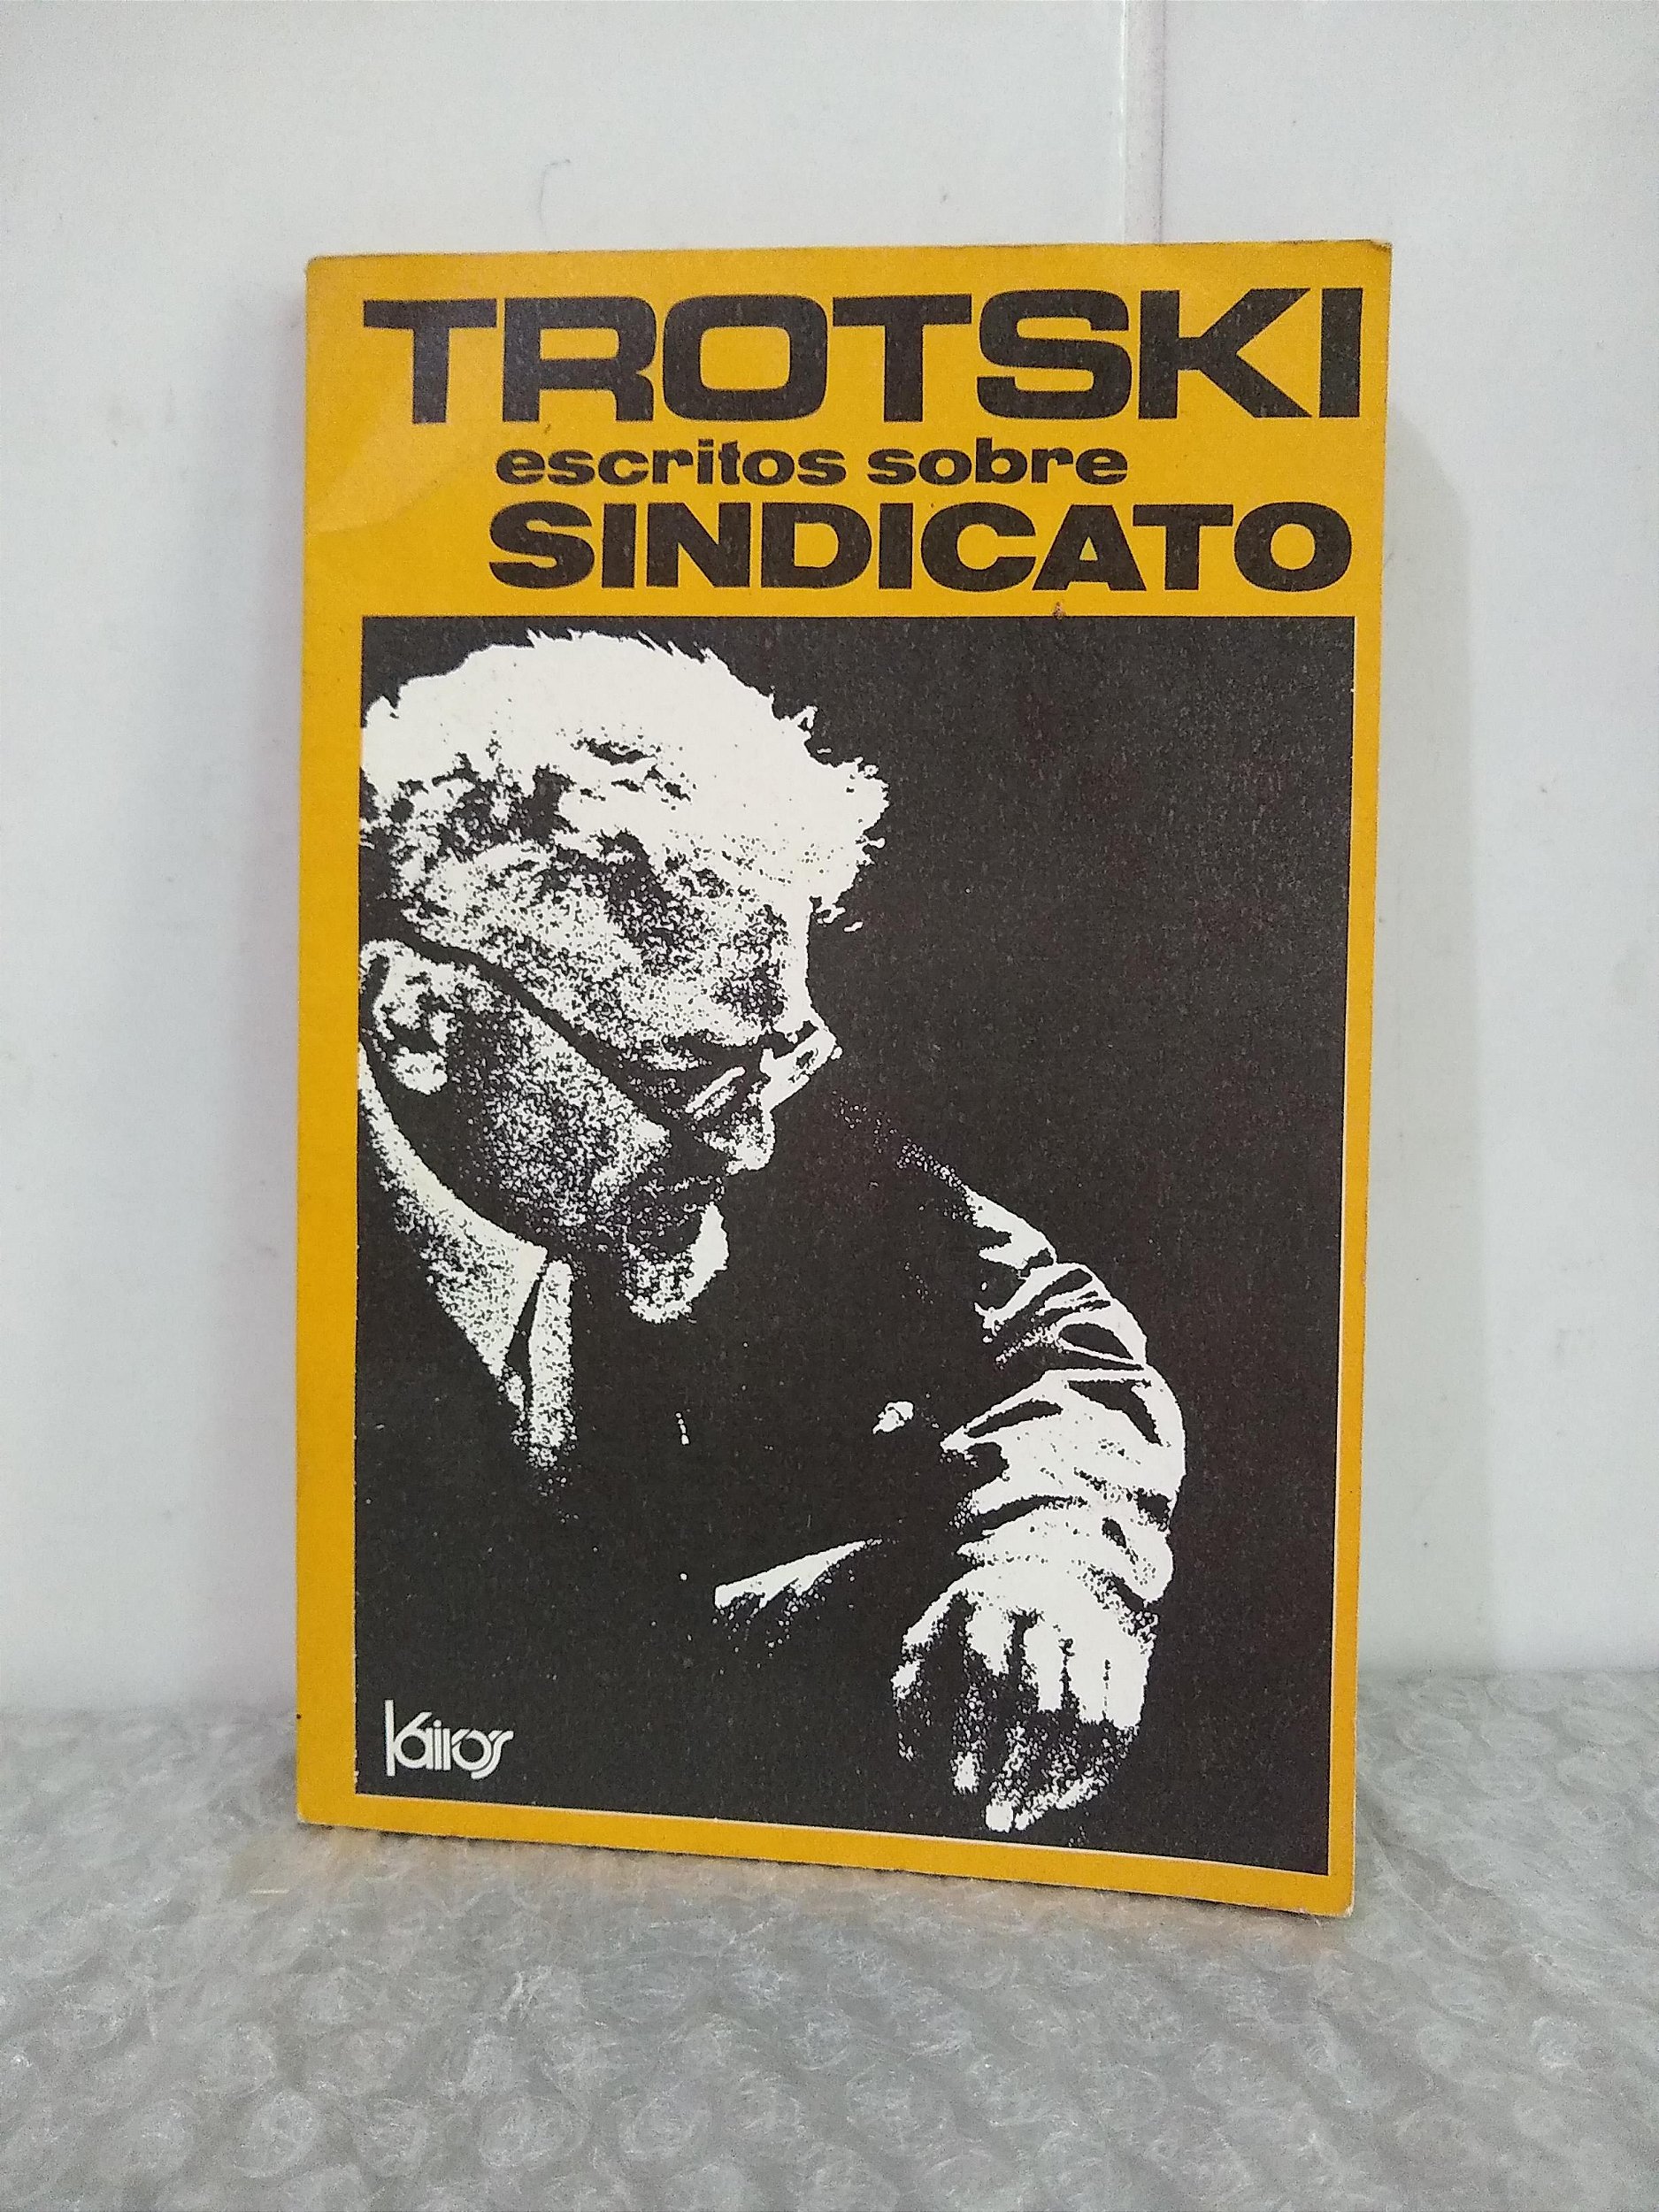 TROTSKI
escritos sobre
SINDICATO
kairos